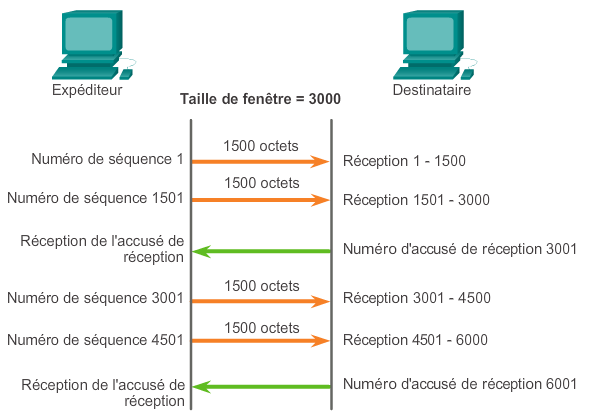 Expéditeur
Destinataire
Taille de fenêtre = 3000
1500 octets
Numéro de séquence 1
Réception 1 - 1500
1500 octets
Numéro de séquence 1501
Réception 1501 - 3000
Réception de l'accusé de
réception
Numéro d'accusé de réception 3001
1500 octets
Numéro de séquence 3001
Réception 3001 - 4500
1500 octets
Numéro de séquence 4501
Réception 4501 - 6000
Réception de l'accusé de
réception
Numéro d'accusé de réception 6001